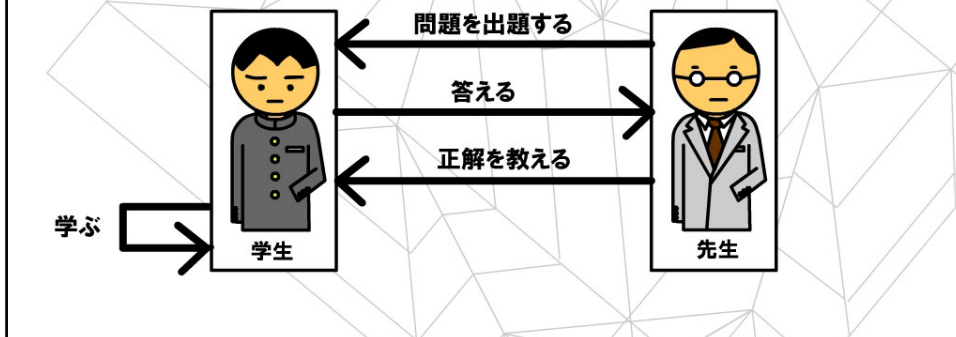 問題を出題する
答える
正解を教える
学ぶ
学生
先生